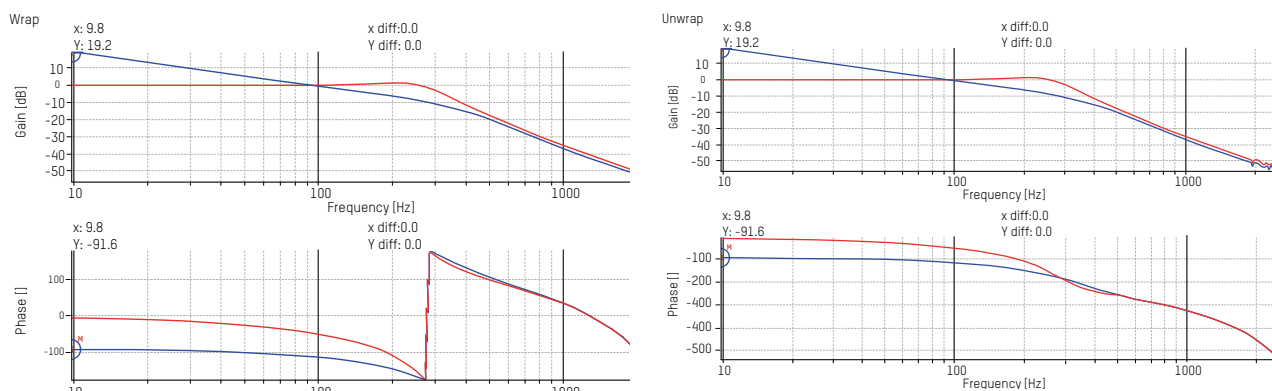 Wrap
x: 9.8
Y: 19.2
x diff:0.0
Y diff: 0.0
Gain [dB]
10
0
-10
-20
-30
-40
-50
10
100
1000
Frequency [Hz]
x: 9.8
Y: -91.6
x diff:0.0
Y diff: 0.0
Phase []
100
0
-100
M
10
100
1000
Unwrap
x: 9.8
Y: 19.2
x diff:0.0
Y diff: 0.0
Gain [dB]
10
0
-10
-20
-30
-40
-50
10
100
1000
Frequency [Hz]
x: 9.8
Y: -91.6
x diff:0.0
Y diff: 0.0
Phase []
-100
-200
-400
-400
-500
M
10
100
1000
Frequency [Hz]